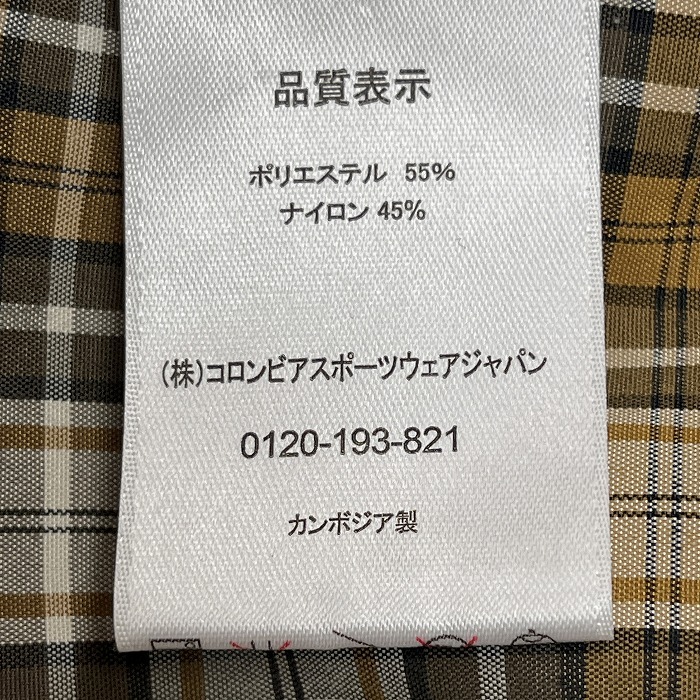 品質表示
ポリエステル 55%
ナイロン 45%
(株)コロンビアスポーツウェアジャパン
0120-193-821
カンボジア製